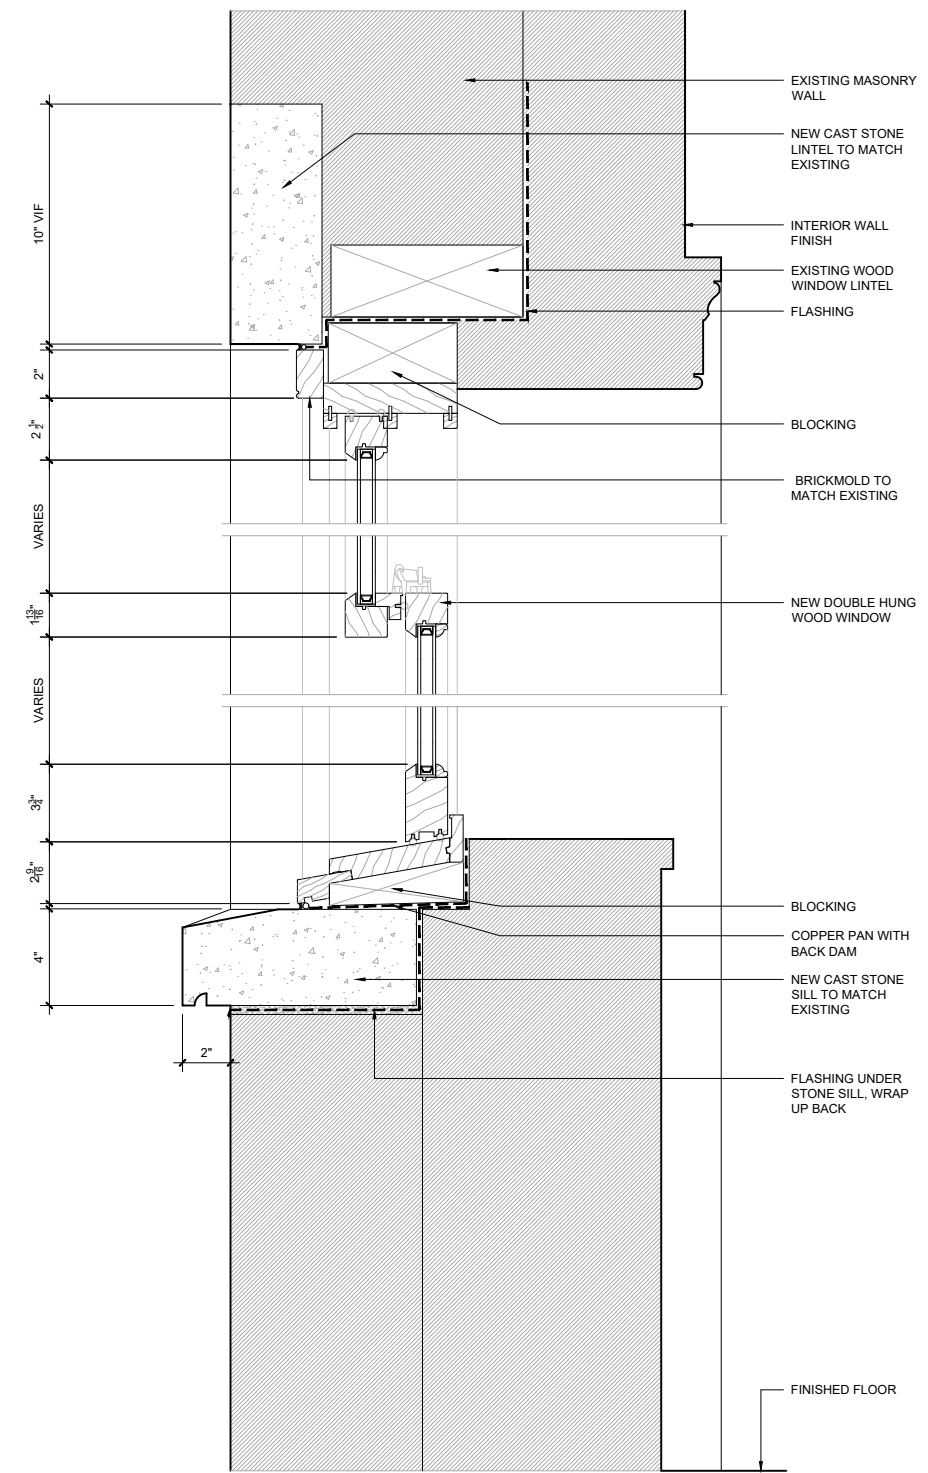 EXISTING MASONRY
WALL
NEW CAST STONE
LINTEL TO MATCH
EXISTING
INTERIOR WALL
FINISH
EXISTING WOOD
WINDOW LINTEL
FLASHING
BLOCKING
BRICKMOLD TO
MATCH EXISTING
NEW DOUBLE HUNG
WOOD WINDOW
BLOCKING
COPPER PAN WITH
BACK DAM
NEW CAST STONE
SILL TO MATCH
EXISTING
FLASHING UNDER
STONE SILL, WRAP
UP BACK
FINISHED FLOOR
10" VIF
2"
2 1/2"
VARIES
1 13/16"
VARIES
3 3/4"
2 9/16"
4"
2"